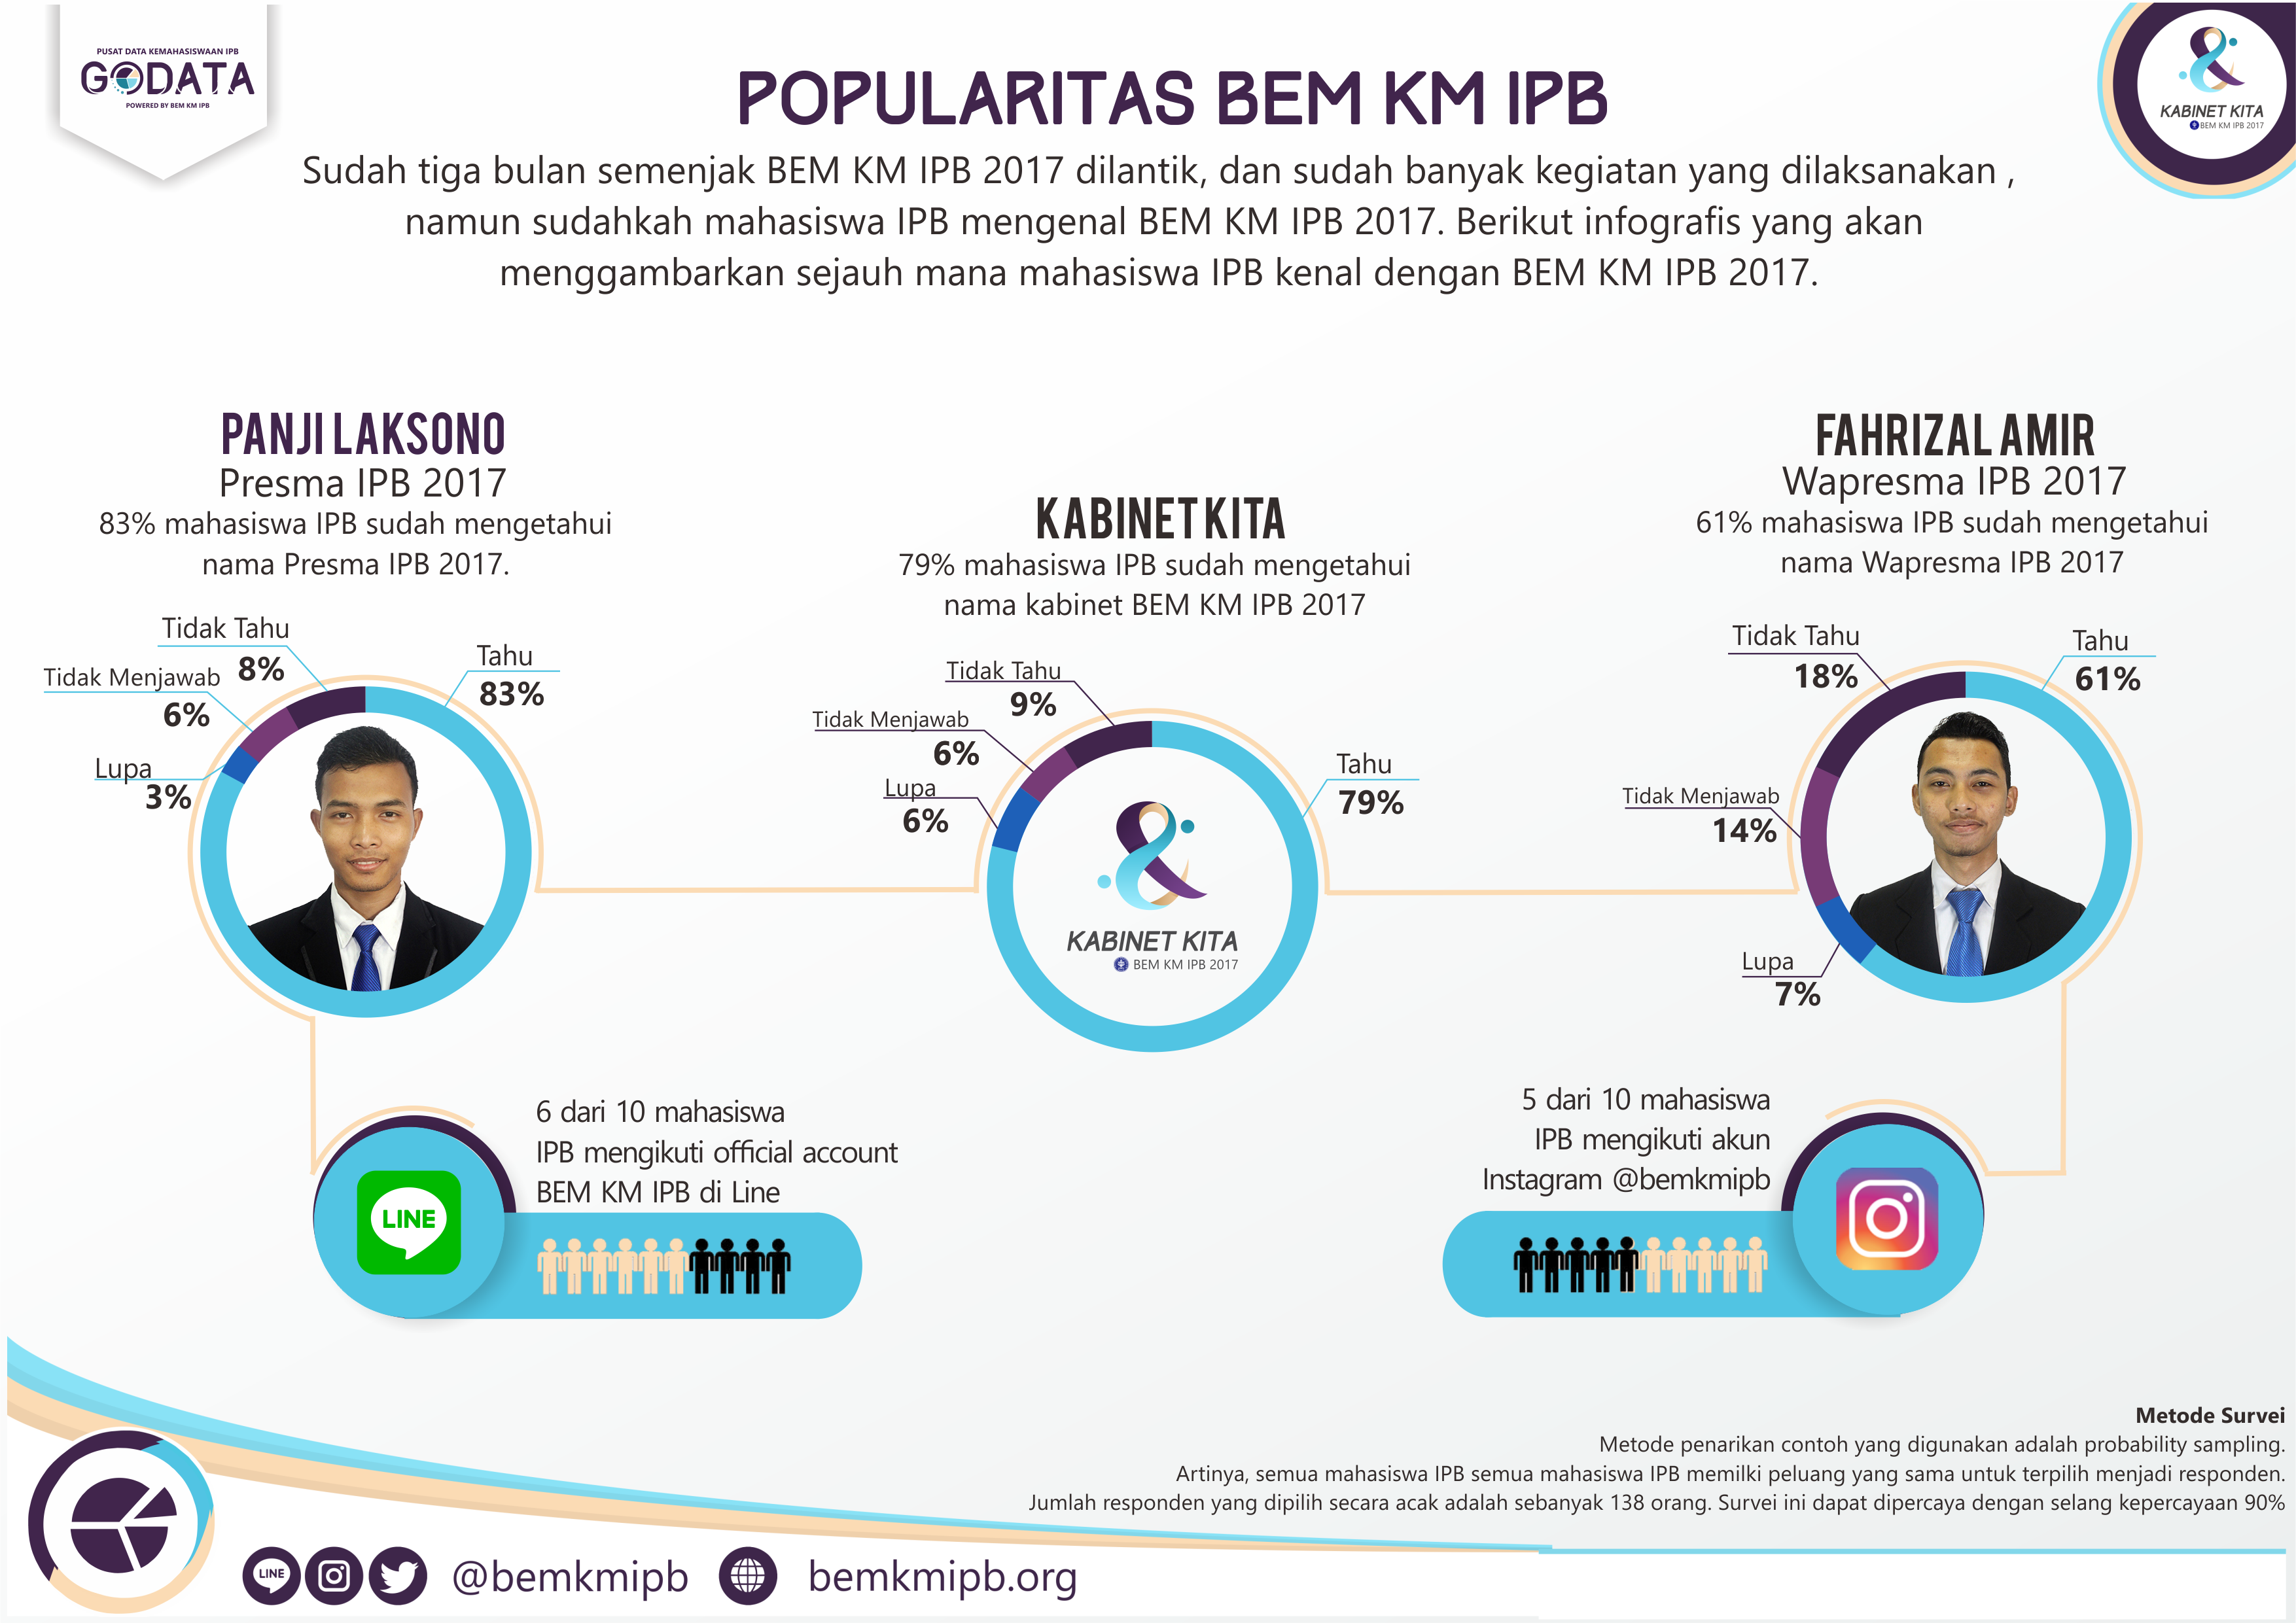 PUSAT DATA KEMAHASISWAAN IPB
GODATA
POWERED BY BEM KM IPB
KABINET KITA
BEM KM IPB 2017
POPULARITAS BEM KM IPB
Sudah tiga bulan semenjak BEM KM IPB 2017 dilantik, dan sudah banyak kegiatan yang dilaksanakan ,
namun sudahkah mahasiswa IPB mengenal BEM KM IPB 2017. Berikut infografis yang akan
menggambarkan sejauh mana mahasiswa IPB kenal dengan BEM KM IPB 2017.
PANJI LAKSONO
Presma IPB 2017
83% mahasiswa IPB sudah mengetahui
nama Presma IPB 2017.
Tidak Tahu
8%
Tahu
83%
Tidak Menjawab
6%
Lupa
3%
KABINET KITA
79% mahasiswa IPB sudah mengetahui
nama kabinet BEM KM IPB 2017
Tidak Tahu
9%
Tidak Menjawab
6%
Lupa
6%
Tahu
79%
KABINET KITA
BEM KM IPB 2017
FAHRIZAL AMIR
Wapresma IPB 2017
61% mahasiswa IPB sudah mengetahui
nama Wapresma IPB 2017
Tidak Tahu
18%
Tahu
61%
Tidak Menjawab
14%
Lupa
7%
6 dari 10 mahasiswa
IPB mengikuti official account
BEM KM IPB di Line
LINE
5 dari 10 mahasiswa
IPB mengikuti akun
Instagram @bemkmipb
Metode Survei
Metode penarikan contoh yang digunakan adalah probability sampling.
Artinya, semua mahasiswa IPB semua mahasiswa IPB memilki peluang yang sama untuk terpilih menjadi responden.
Jumlah responden yang dipilih secara acak adalah sebanyak 138 orang. Survei ini dapat dipercaya dengan selang kepercayaan 90%
LINE
@bemkmipb
bemkmipb.org